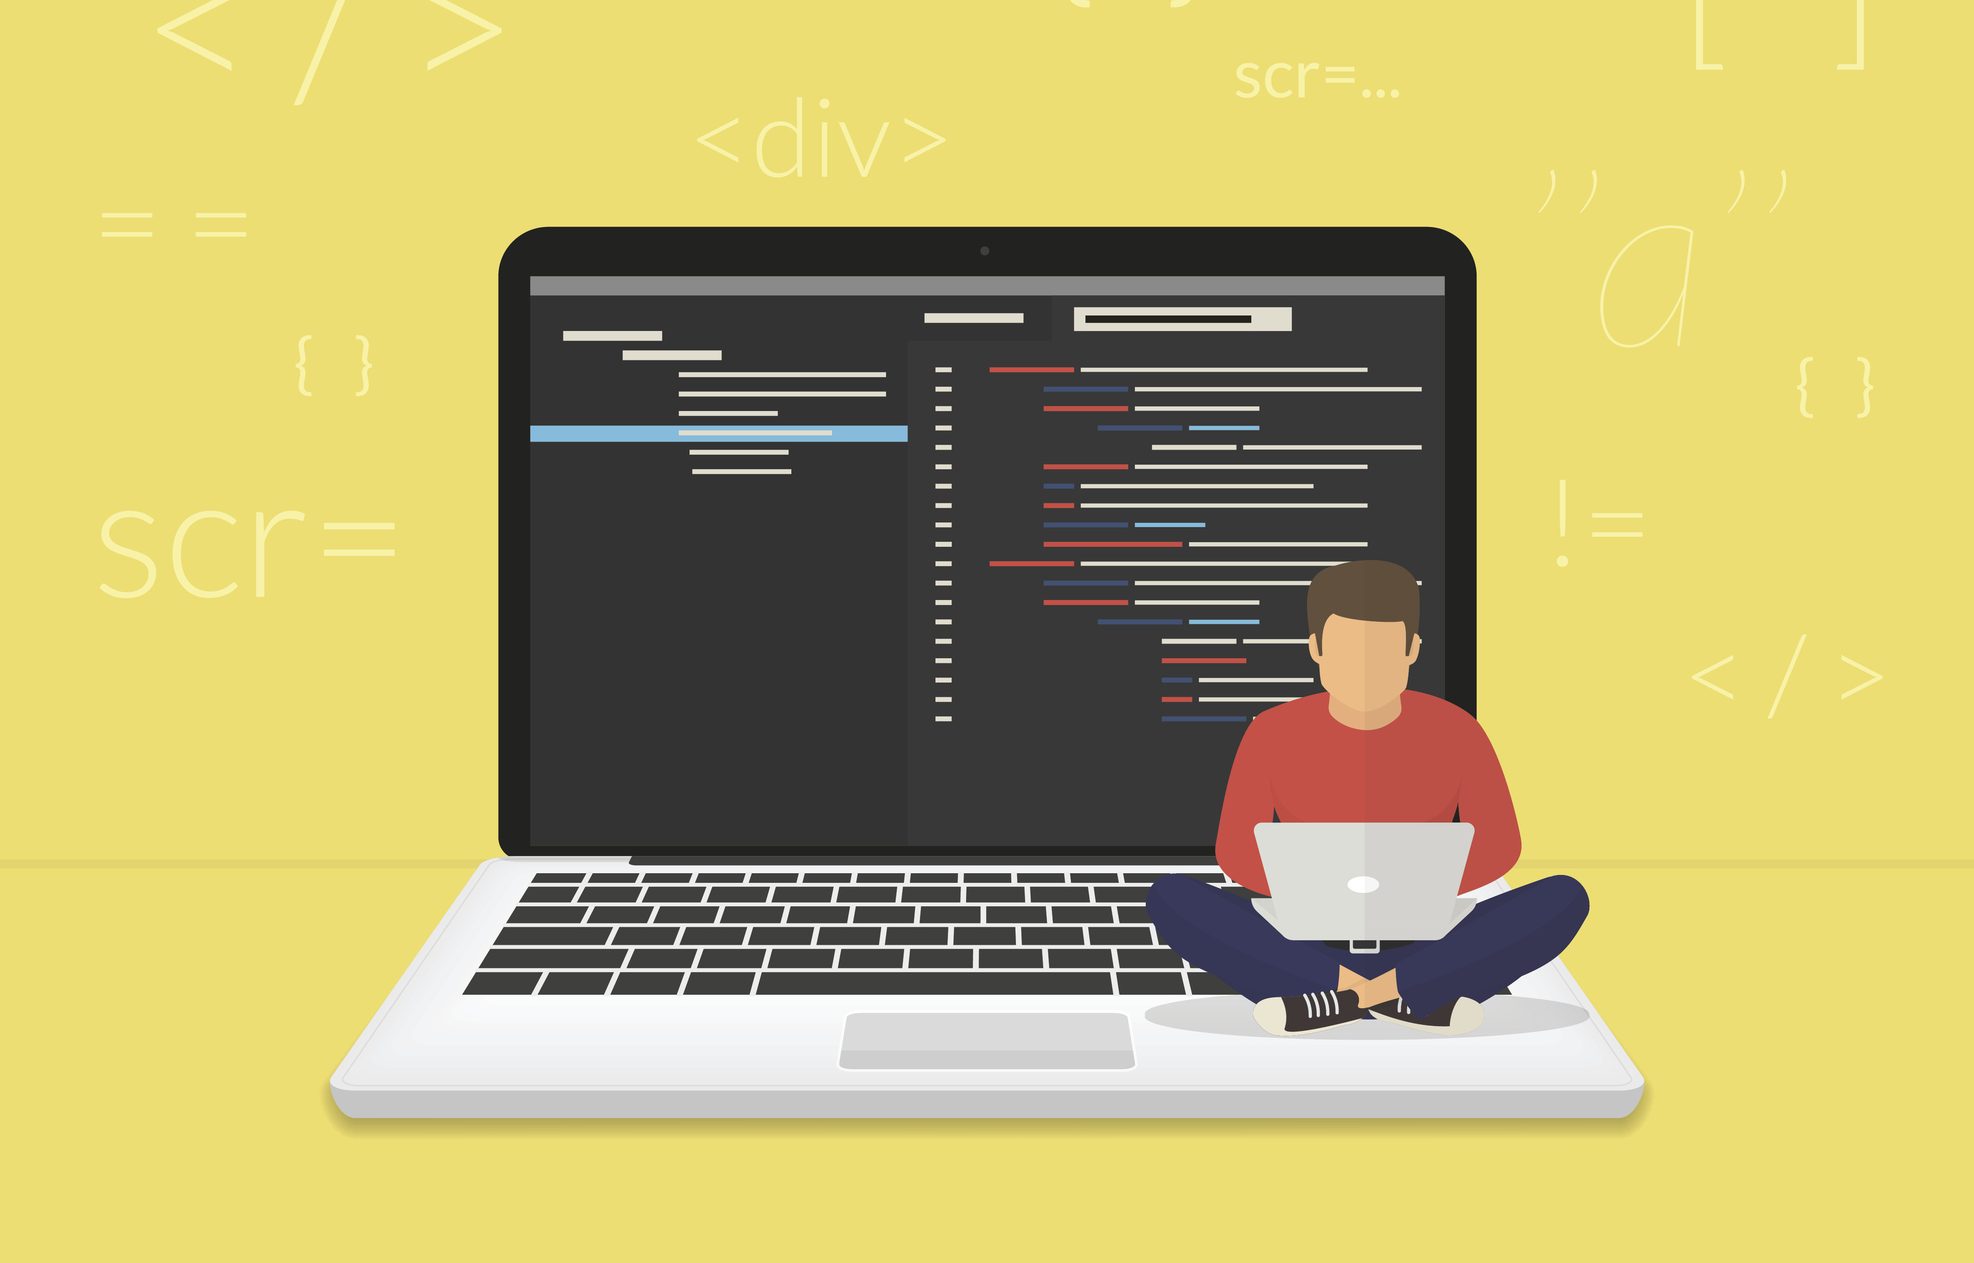 < / >
{ }
[ ]
scr=...
<div>
" "
= =
a
{ }
{ }
scr=
!=
< / >